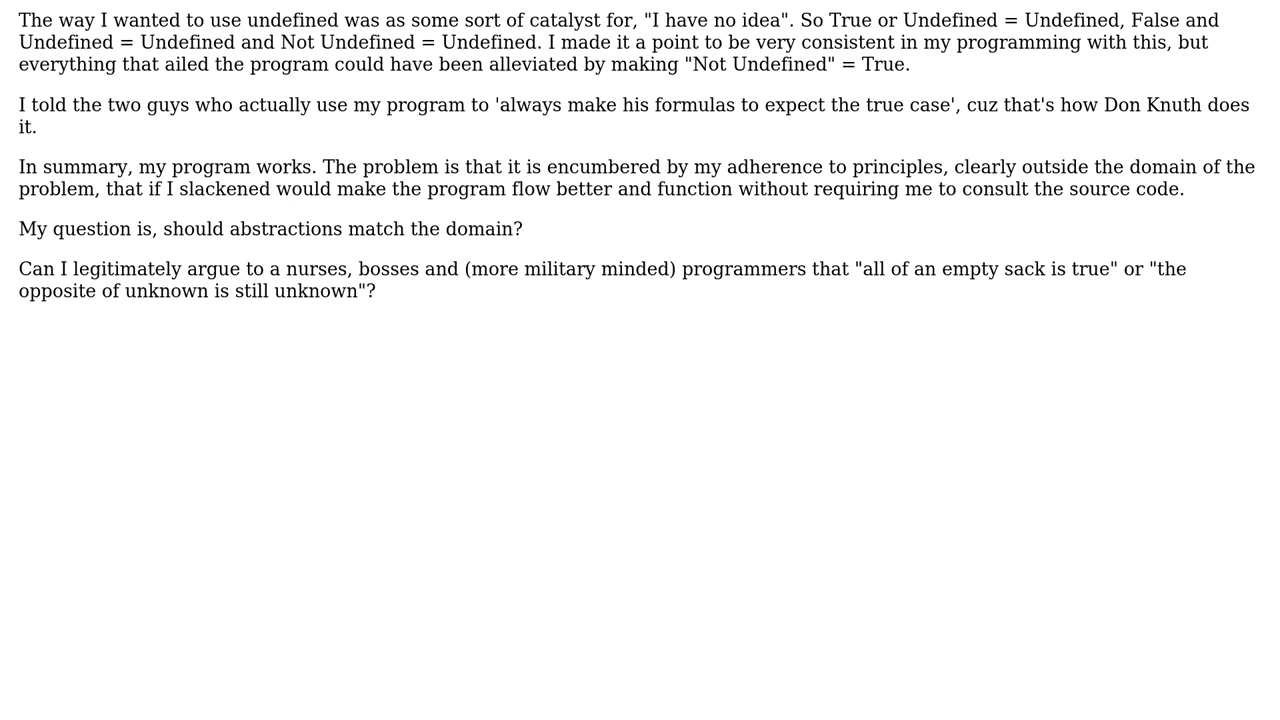 The way I wanted to use undefined was as some sort of catalyst for, "I have no idea". So True or Undefined = Undefined, False and
Undefined = Undefined and Not Undefined = Undefined. I made it a point to be very consistent in my programming with this, but
everything that ailed the program could have been alleviated by making "Not Undefined" = True.
I told the two guys who actually use my program to 'always make his formulas to expect the true case', cuz that's how Don Knuth does
it.
In summary, my program works. The problem is that it is encumbered by my adherence to principles, clearly outside the domain of the
problem, that if I slackened would make the program flow better and function without requiring me to consult the source code.
My question is, should abstractions match the domain?
Can I legitimately argue to a nurses, bosses and (more military minded) programmers that "all of an empty sack is true" or "the
opposite of unknown is still unknown"?